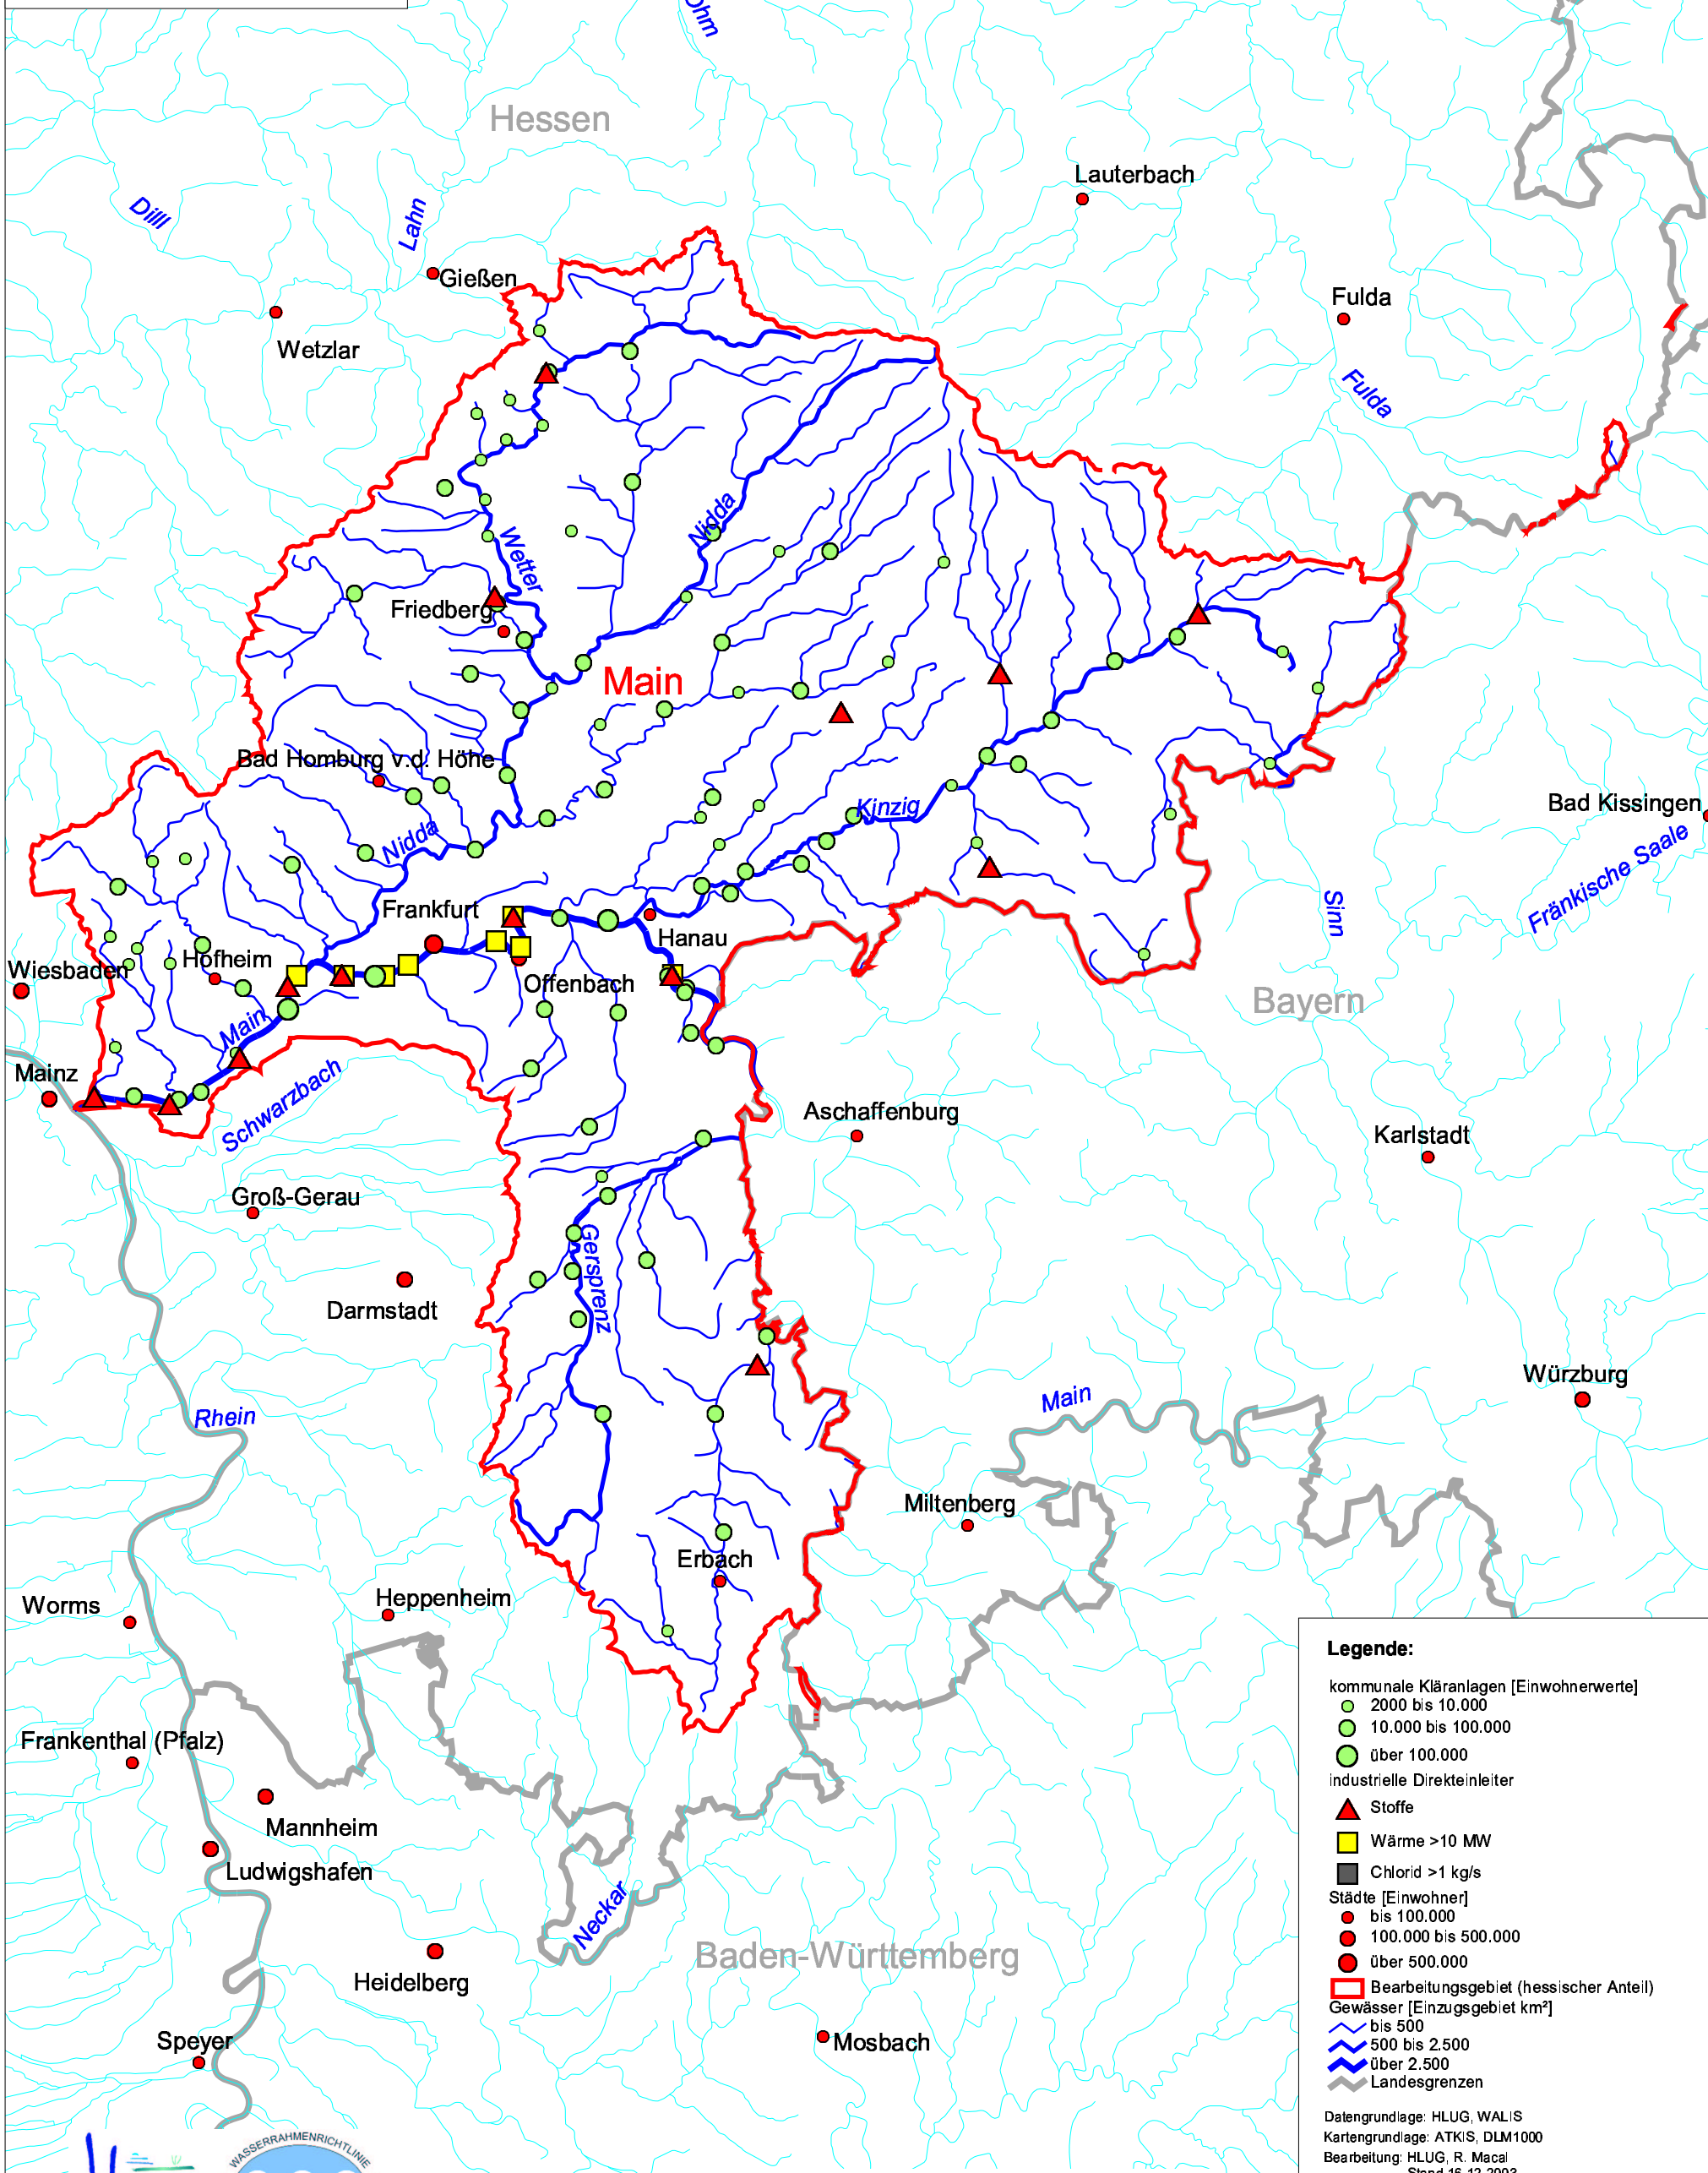 Ohm
Hessen
Lauterbach
Dilll
Lahn
Gießen
Fulda
Wetzlar
Fulda
Nidda
Wetter
Friedberg
Main
Bad Homburg v.d. Höhe
Bad Kissingen
Kinzig
Nidda
Fränkische Saale
Sinn
Frankfurt
Hanau
Hofheim
Wiesbaden
Offenbach
Bayern
Main
Mainz
Schwarzbach
Aschaffenburg
Karlstadt
Groß-Gerau
Gersprenz
Darmstadt
Würzburg
Main
Rhein
Miltenberg
Erbach
Heppenheim
Worms
Frankenthal (Pfalz)
Mannheim
Ludwigshafen
Neckar
Baden-Württemberg
Heidelberg
Speyer
Mosbach
WASSERRAHMENRICHTLINIE
Legende:
kommunale Kläranlagen [Einwohnerwerte]
2000 bis 10.000
10.000 bis 100.000
über 100.000
industrielle Direkteinleiter
Stoffe
Wärme >10 MW
Chlorid >1 kg/s
Städte [Einwohner]
bis 100.000
100.000 bis 500.000
über 500.000
Bearbeitungsgebiet (hessischer Anteil)
Gewässer [Einzugsgebiet km²]
bis 500
500 bis 2.500
über 2.500
Landesgrenzen
Datengrundlage: HLUG, WALIS
Kartengrundlage: ATKIS, DLM1000
Bearbeitung: HLUG, R. Macal
Stand 16.12.2003